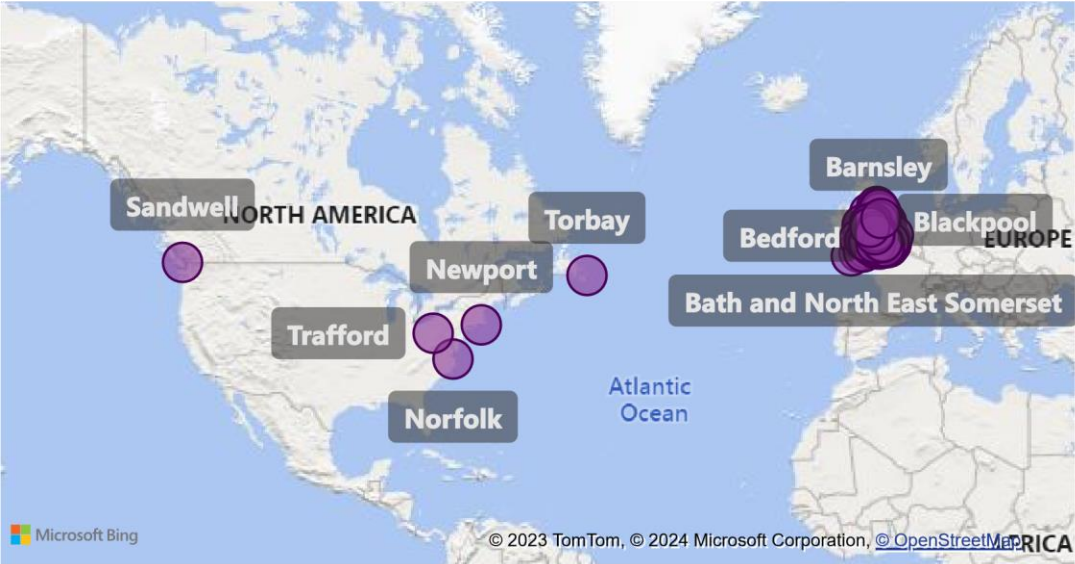 Barnsley
Sandwell
NORTH AMERICA
Torbay
Blackpool
Bedford
EUROPE
Newport
Bath and North East Somerset
Trafford
Atlantic
Ocean
Norfolk
Microsoft Bing
© 2023 TomTom, © 2024 Microsoft Corporation, © OpenStreetMap